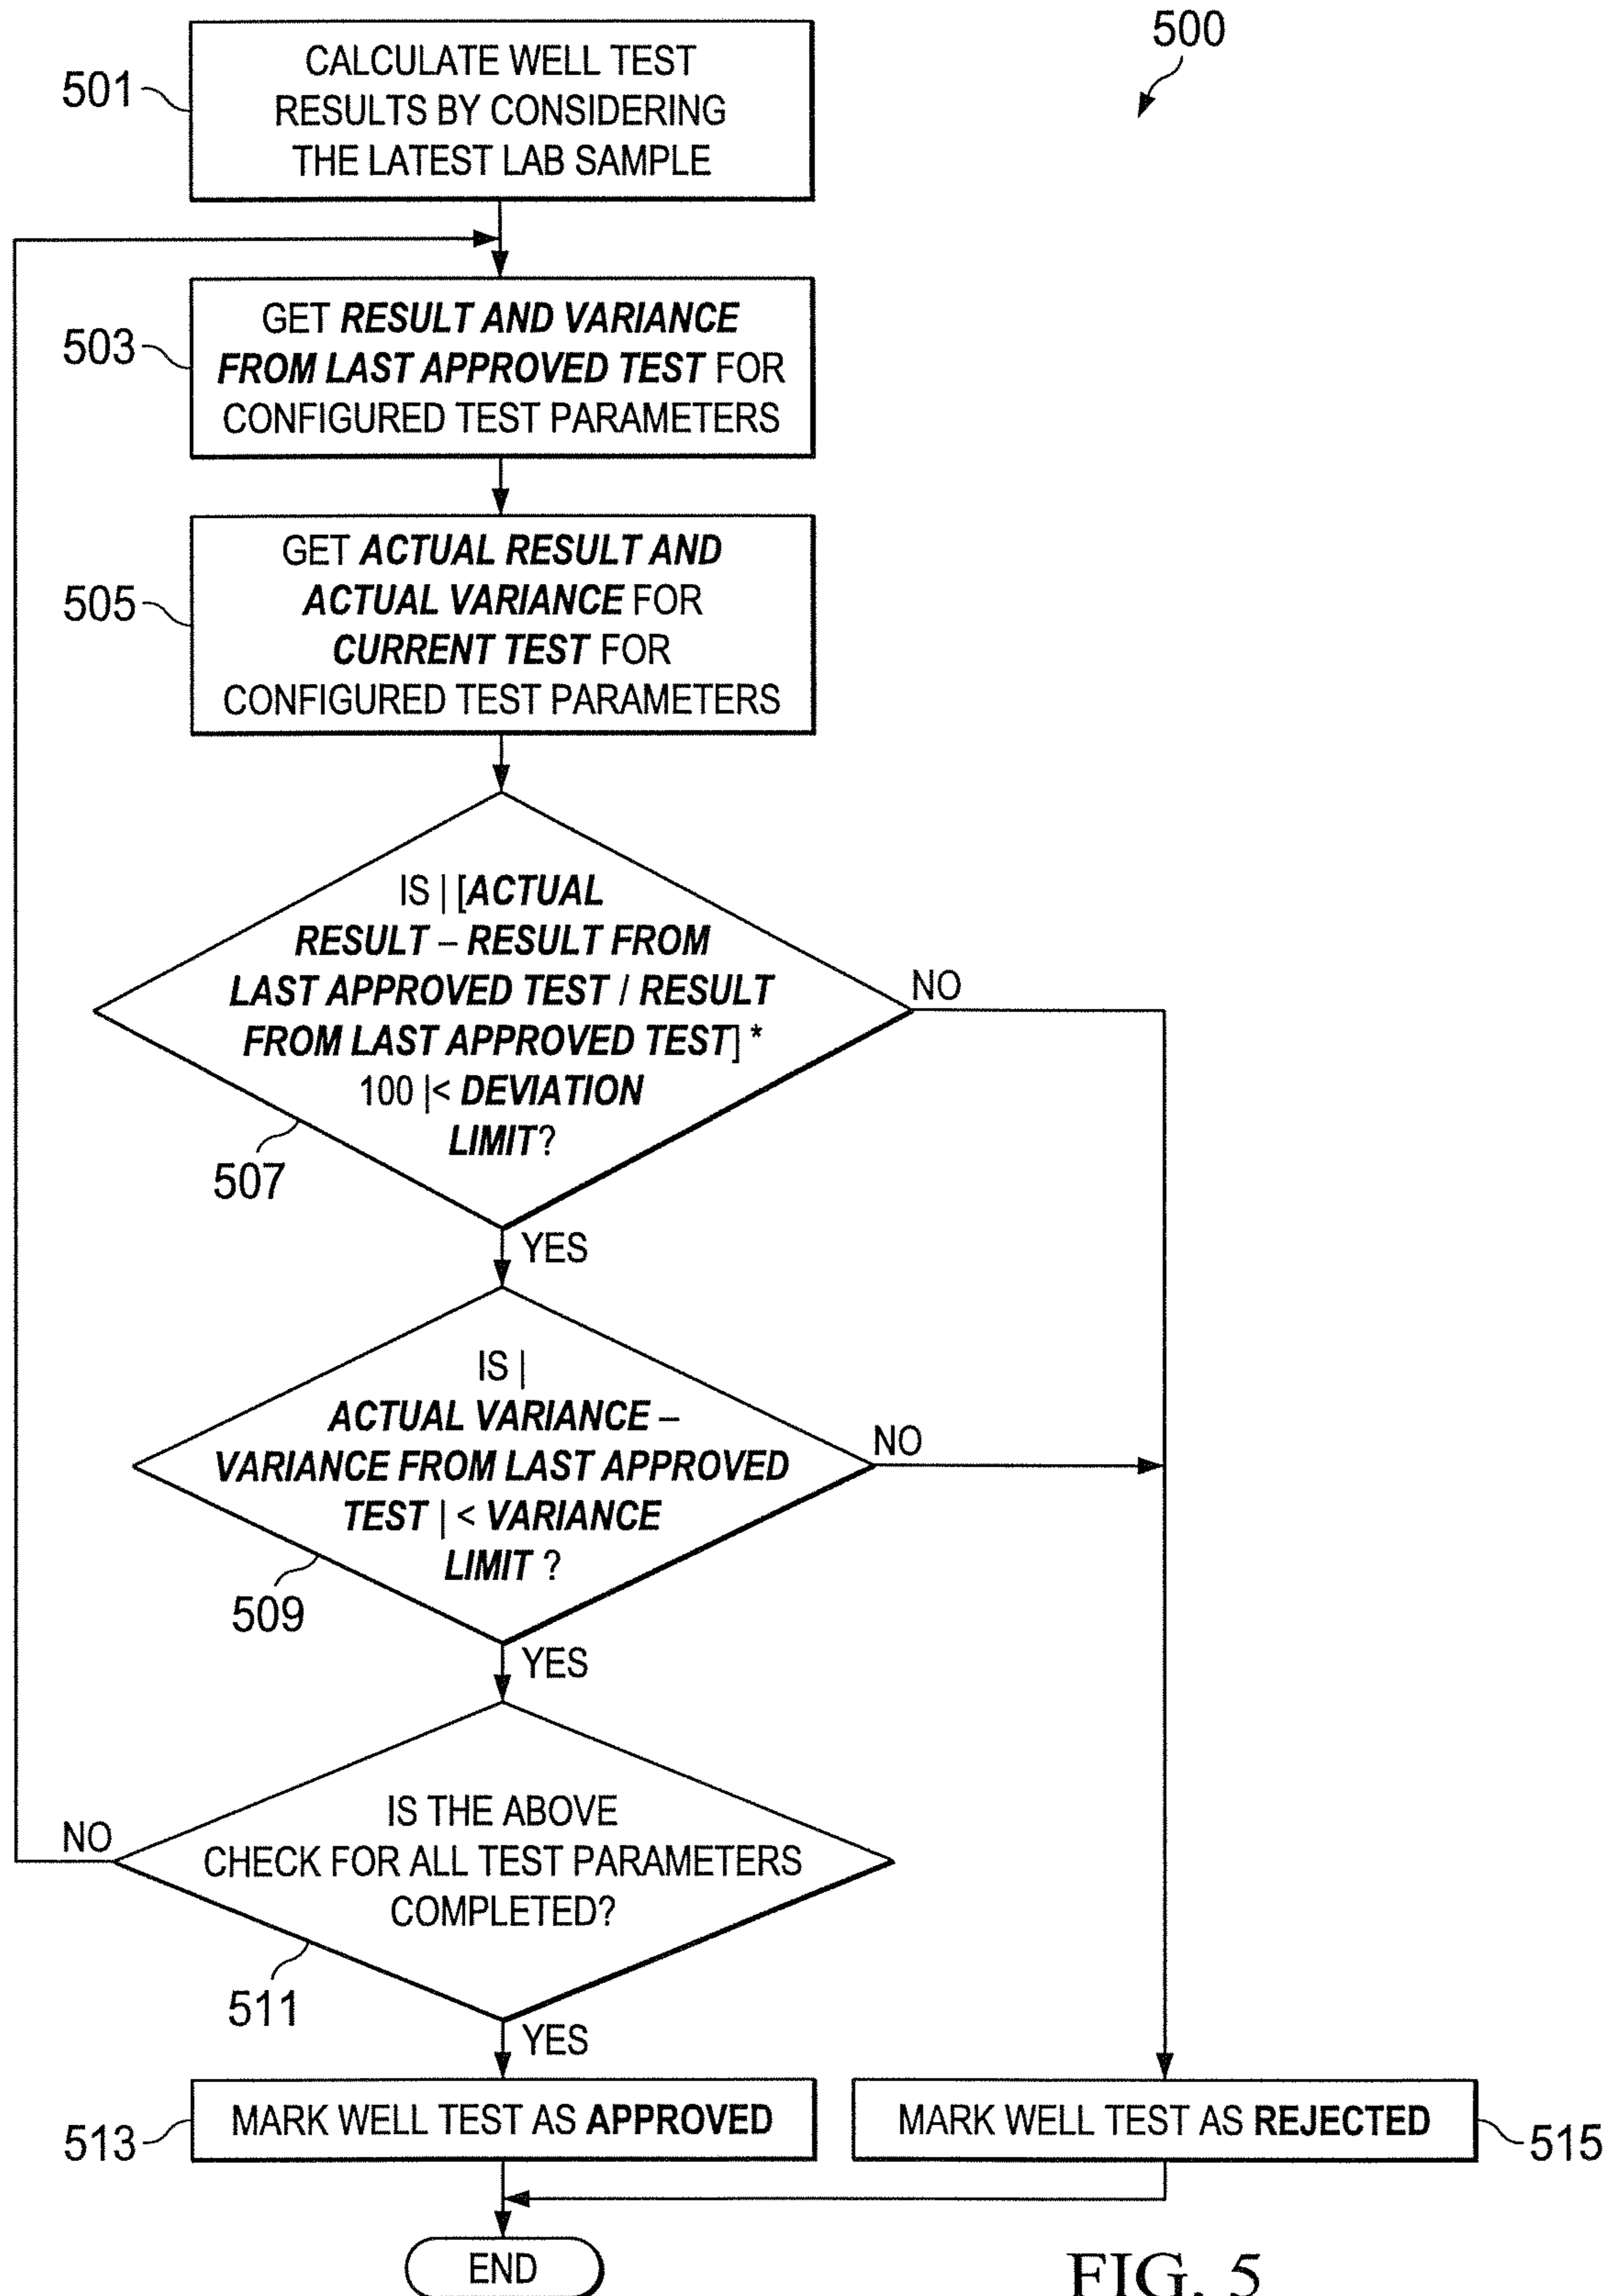 500
501
CALCULATE WELL TEST
RESULTS BY CONSIDERING
THE LATEST LAB SAMPLE
503
GET RESULT AND VARIANCE
FROM LAST APPROVED TEST FOR
CONFIGURED TEST PARAMETERS
505
GET ACTUAL RESULT AND
ACTUAL VARIANCE FOR
CURRENT TEST FOR
CONFIGURED TEST PARAMETERS
IS | [ACTUAL
RESULT – RESULT FROM
LAST APPROVED TEST / RESULT
FROM LAST APPROVED TEST] *
100 |< DEVIATION
LIMIT?
NO
507
YES
IS |
ACTUAL VARIANCE –
VARIANCE FROM LAST APPROVED
TEST | < VARIANCE
LIMIT ?
NO
509
YES
IS THE ABOVE
CHECK FOR ALL TEST PARAMETERS
COMPLETED?
NO
511
YES
513
MARK WELL TEST AS APPROVED
MARK WELL TEST AS REJECTED
515
END
FIG. 5